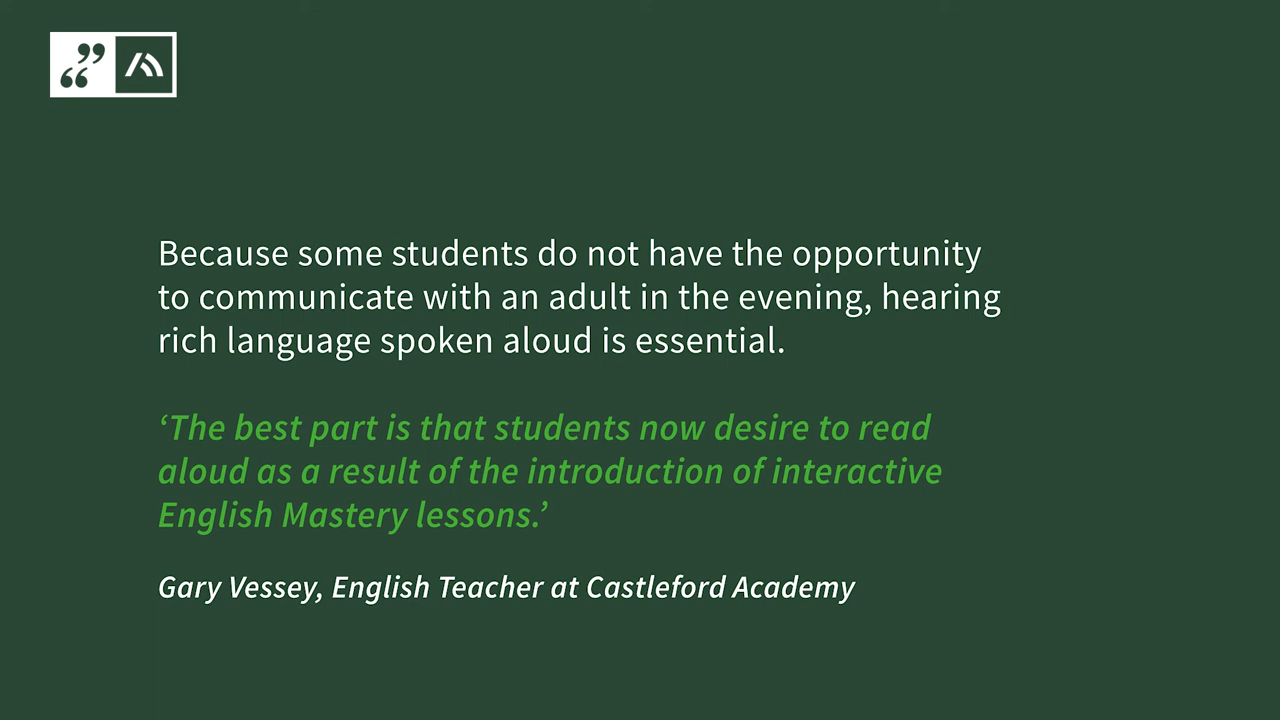 Because some students do not have the opportunity
to communicate with an adult in the evening, hearing
rich language spoken aloud is essential.
‘The best part is that students now desire to read
aloud as a result of the introduction of interactive
English Mastery lessons.’
Gary Vessey, English Teacher at Castleford Academy